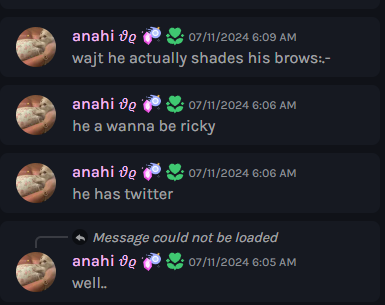 anahi ϑϱ 07/11/2024 6:09 AM
wajt he actually shades his brows:.-
anahi ϑϱ 07/11/2024 6:06 AM
he a wanna be ricky
anahi ϑϱ 07/11/2024 6:06 AM
he has twitter
Message could not be loaded
anahi ϑϱ 07/11/2024 6:05 AM
well..